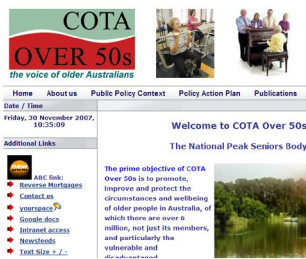 COTA
OVER 50s
the voice of older Australians
Home About us Public Policy Context Policy Action Plan Publications
Date / Time
Friday, 30 November 2007,
10:35:09
Additional Links
ABC link:
Reverse Mortgages
Contact us
yourspace
Google docs
Intranet access
Newsfeeds
Text Size + / -
Welcome to COTA Over 50s
The National Peak Seniors Body
The prime objective of COTA
Over 50s is to promote,
improve and protect the
circumstances and wellbeing
of older people in Australia, of
which there are over 6
million, not just its members,
and particularly the
vulnerable and
disadvantaged